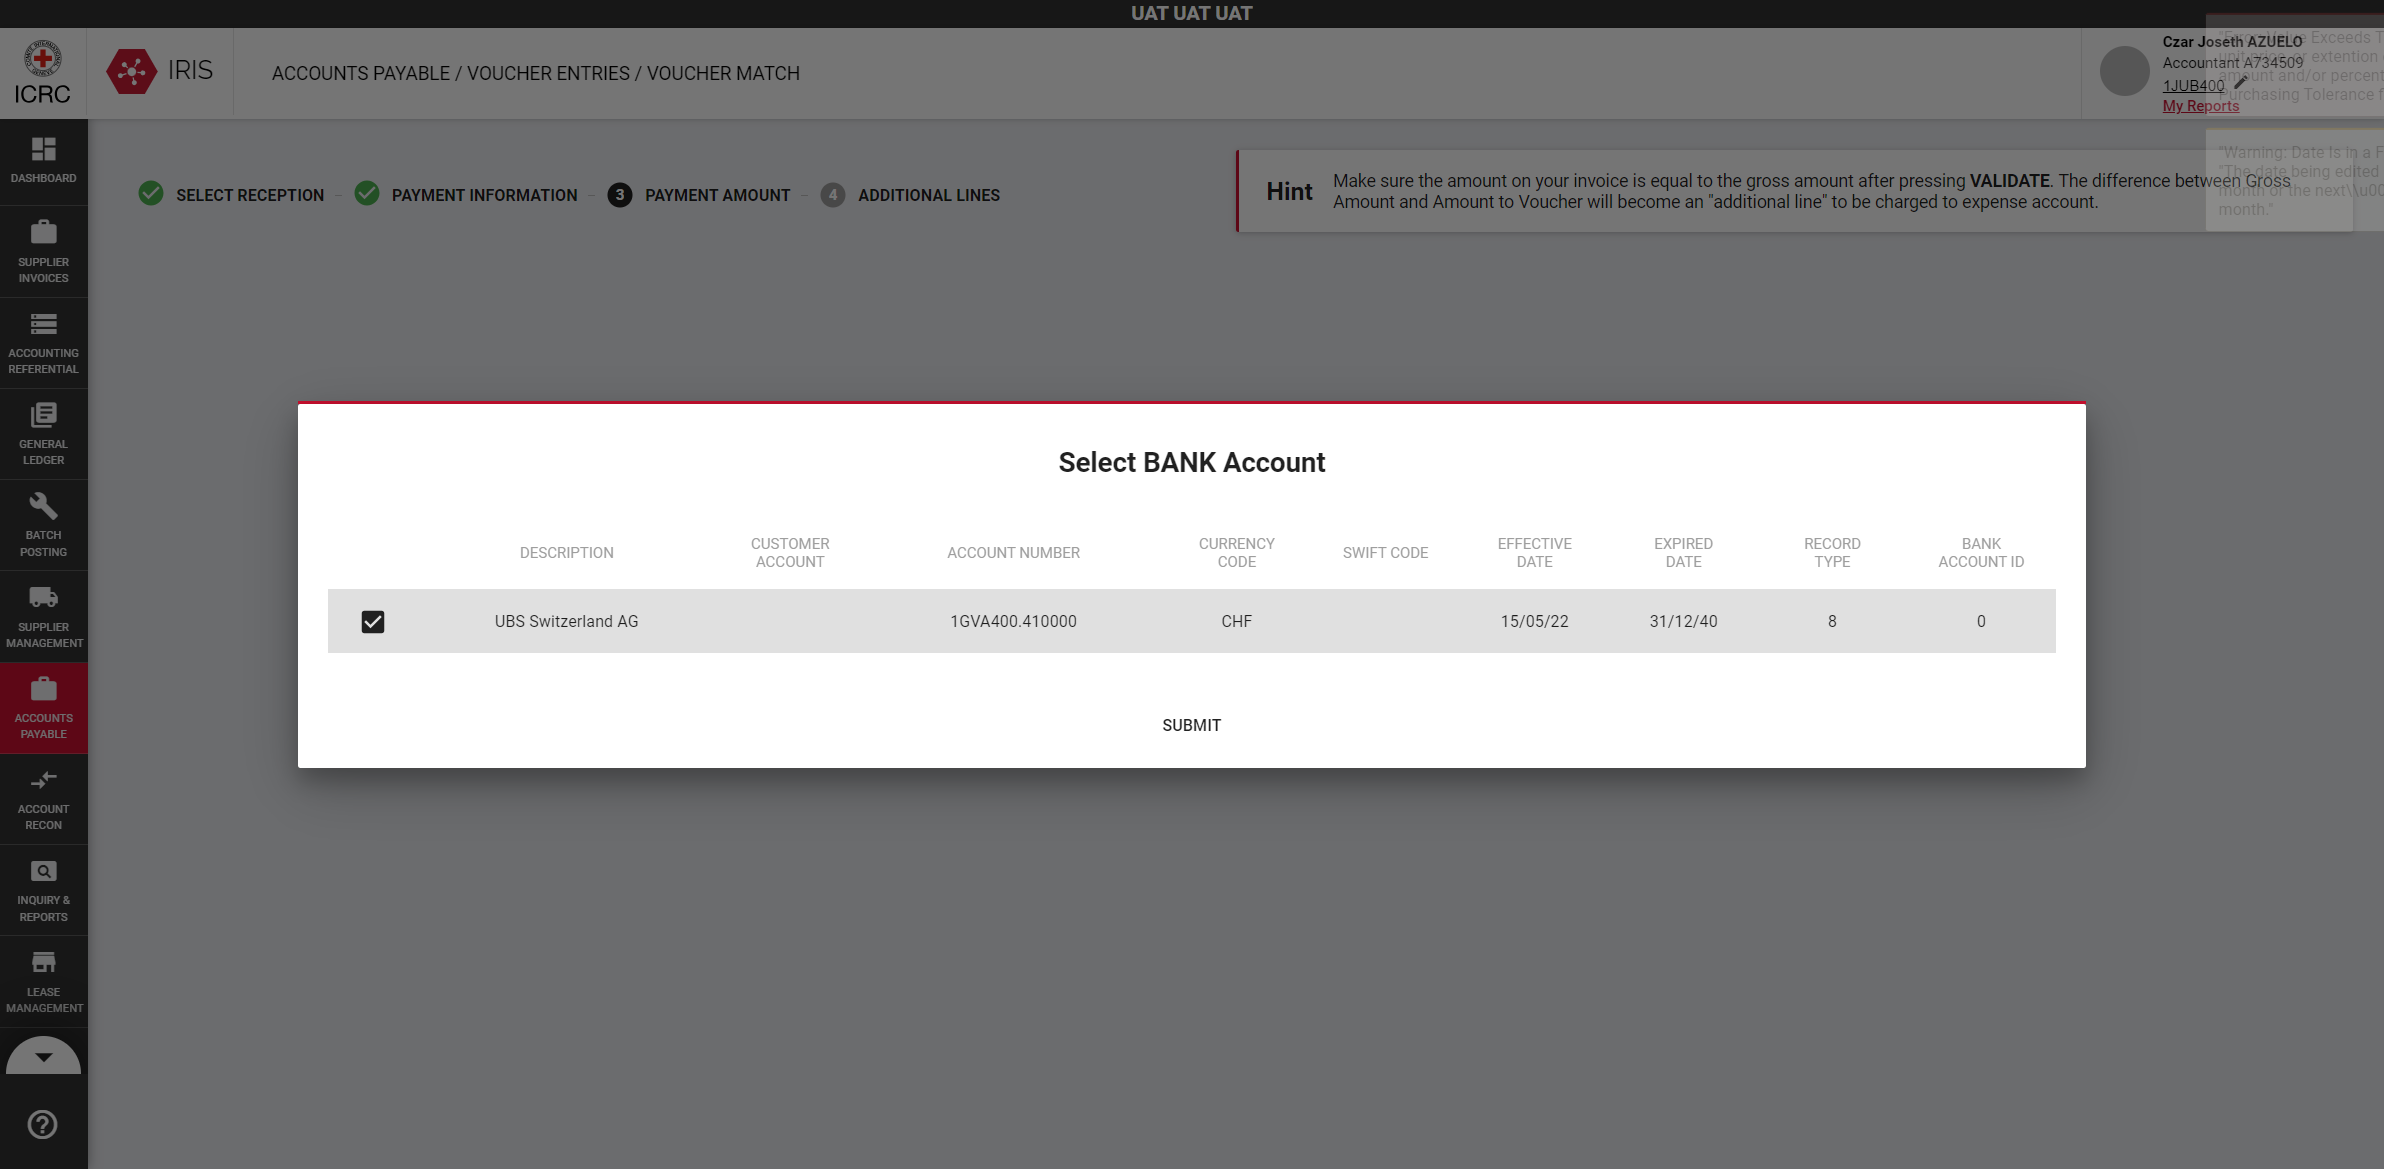 UAT UAT UAT
ICRC
IRIS
ACCOUNTS PAYABLE / VOUCHER ENTRIES / VOUCHER MATCH
Czar Joseth AZUELO
Accountant A734509
1JUB400
My Reports
"Error: Value Exceeds T
unit price or extention
amount and/or percent
Purchasing Tolerance f
SELECT RECEPTION
PAYMENT INFORMATION
3 PAYMENT AMOUNT
4 ADDITIONAL LINES
Hint
Make sure the amount on your invoice is equal to the gross amount after pressing VALIDATE. The difference between Gross
Amount and Amount to Voucher will become an "additional line" to be charged to expense account.
"Warning: Date Is in a F
"The date being edited
month or the next\\u00
month."
DASHBOARD
SUPPLIER
INVOICES
ACCOUNTING
REFERENTIAL
GENERAL
LEDGER
BATCH
POSTING
SUPPLIER
MANAGEMENT
ACCOUNTS
PAYABLE
ACCOUNT
RECON
INQUIRY &
REPORTS
LEASE
MANAGEMENT
Select BANK Account
DESCRIPTION
CUSTOMER
ACCOUNT
ACCOUNT NUMBER
CURRENCY
CODE
SWIFT CODE
EFFECTIVE
DATE
EXPIRED
DATE
RECORD
TYPE
BANK
ACCOUNT ID
UBS Switzerland AG 1GVA400.410000 CHF 15/05/22 31/12/40 8 0
SUBMIT